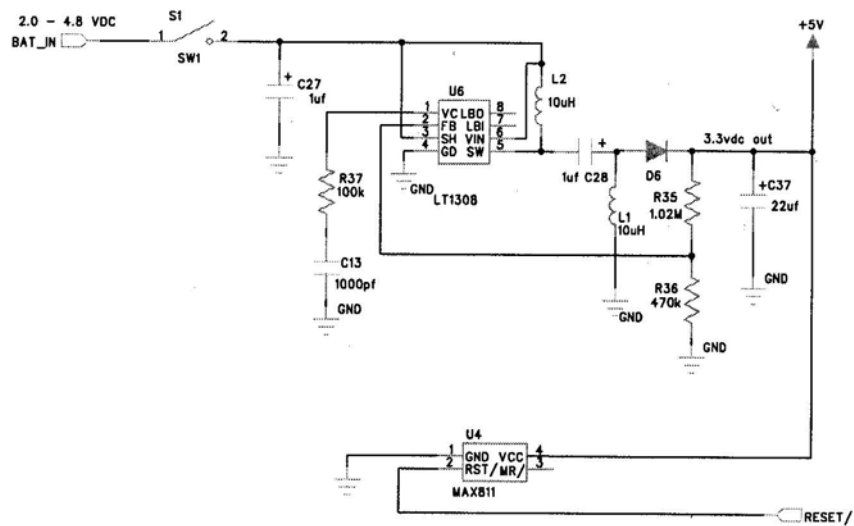 2.0 - 4.8 VDC
BAT_IN
S1
1
2
SW1
+5V
C27
1uf
U6
1 VC LBO 8
2 FB LBI 7
3 SH VIN 6
4 GD SW 5
LT1308
GND
L2
10uH
1uf C28
D6
3.3vdc out
L1
10uH
GND
R35
1.02M
C37
22uf
GND
R36
470k
GND
R37
100k
C13
1000pf
GND
U4
1 GND VCC 4
2 RST/ MR/ 3
MAX811
RESET/